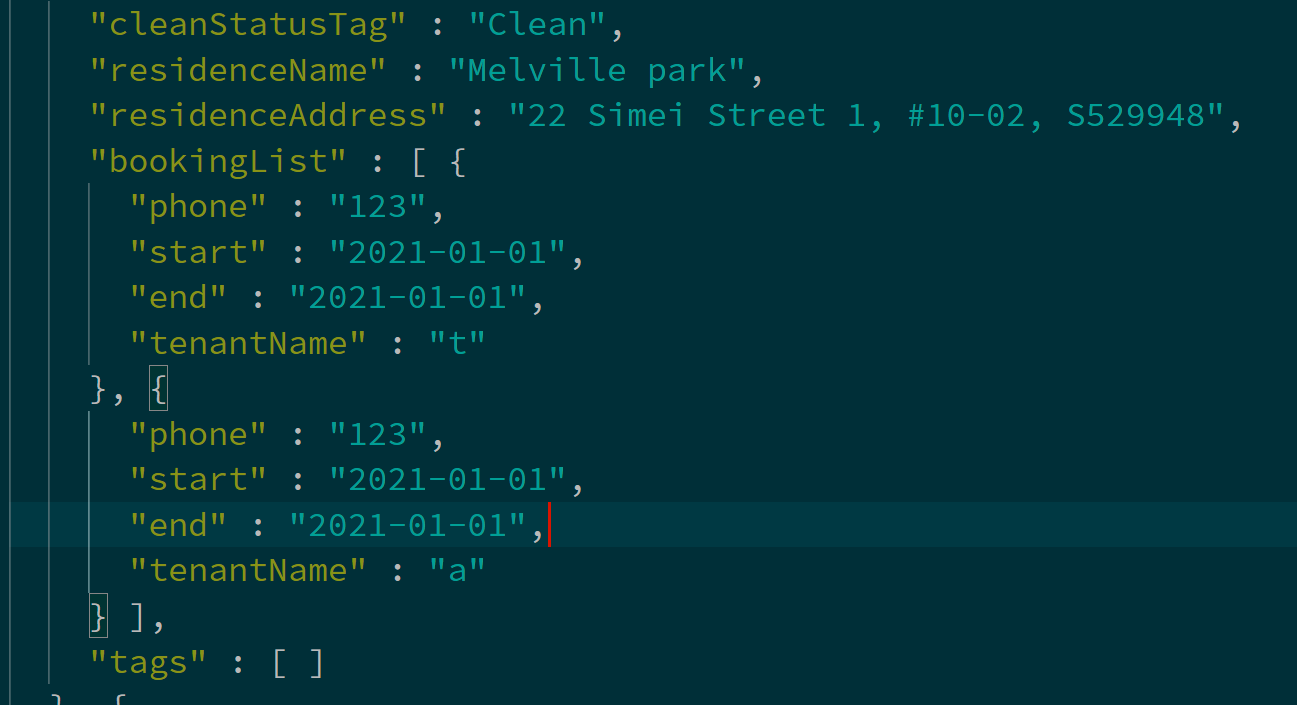 "cleanStatusTag" : "Clean",
"residenceName" : "Melville park",
"residenceAddress" : "22 Simei Street 1, #10-02, S529948",
"bookingList" : [ {
"phone" : "123",
"start" : "2021-01-01",
"end" : "2021-01-01",
"tenantName" : "t"
}, {
"phone" : "123",
"start" : "2021-01-01",
"end" : "2021-01-01",
"tenantName" : "a"
} ],
"tags" : [ ]